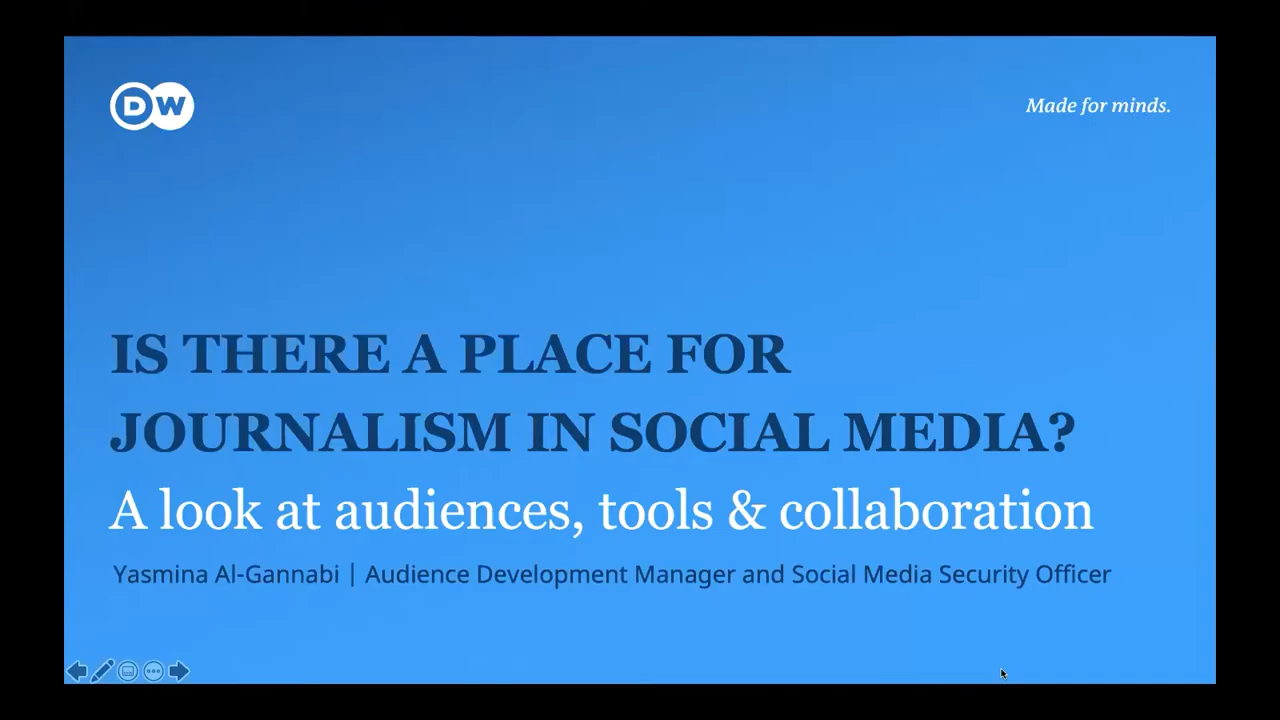 DW
Made for minds.
IS THERE A PLACE FOR
JOURNALISM IN SOCIAL MEDIA?
A look at audiences, tools & collaboration
Yasmina Al-Gannabi | Audience Development Manager and Social Media Security Officer